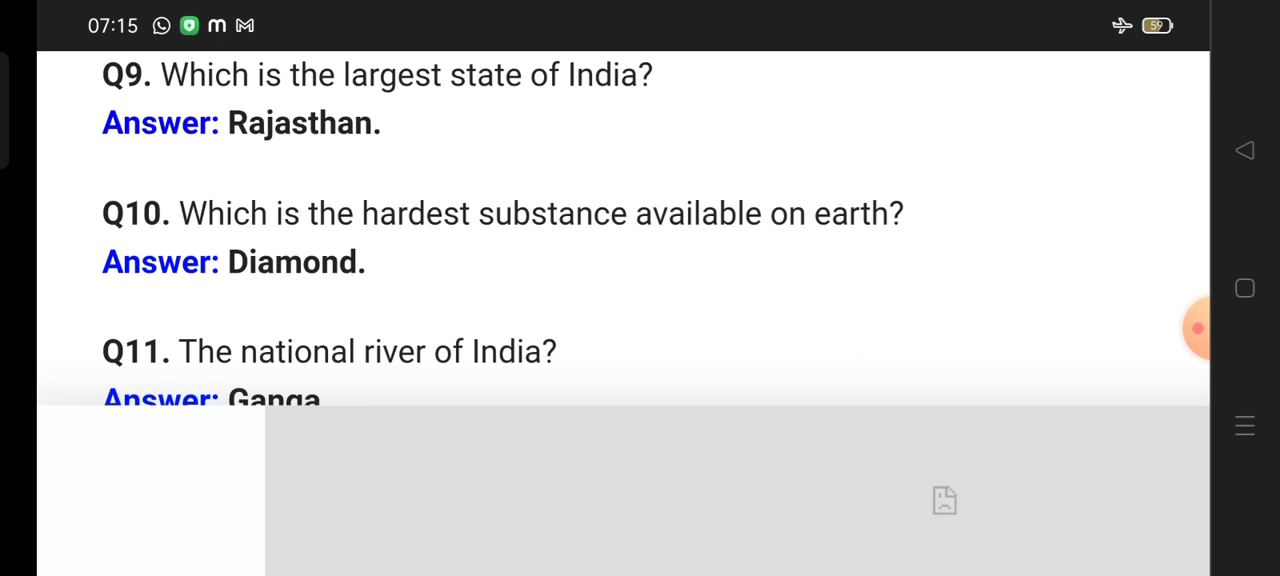 07:15 59
Q9. Which is the largest state of India?
Answer: Rajasthan.
Q10. Which is the hardest substance available on earth?
Answer: Diamond.
Q11. The national river of India?
Answer: Ganga